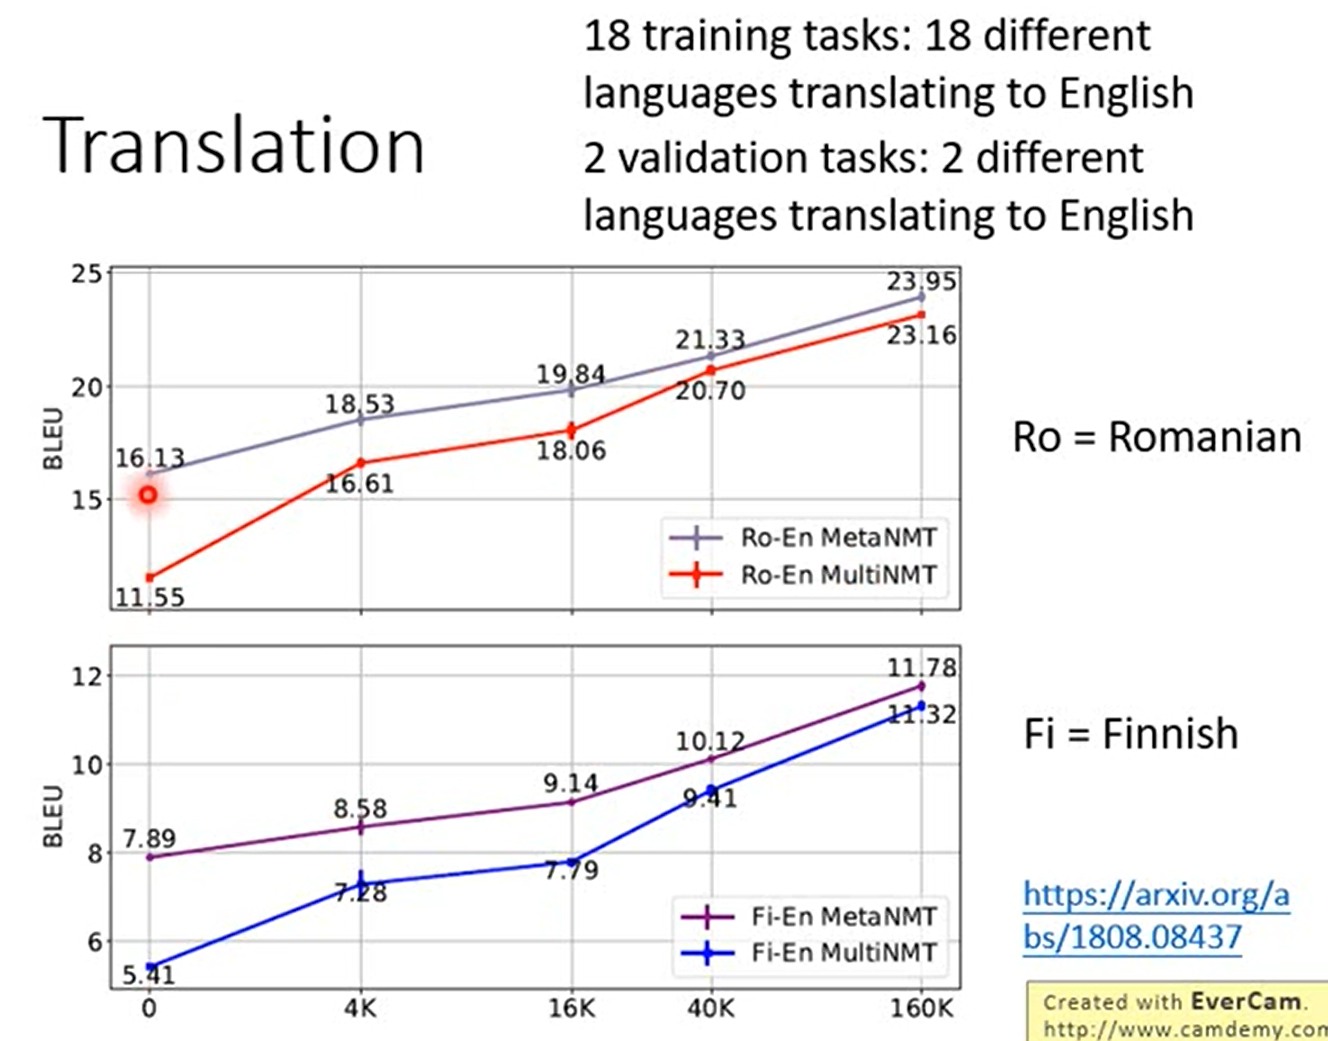 18 training tasks: 18 different
languages translating to English
Translation
2 validation tasks: 2 different
languages translating to English
25
20
15
BLEU
16.13
18.53
19.84
21.33
23.95
11.55
16.61
18.06
20.70
23.16
Ro-En MetaNMT
Ro-En MultiNMT
Ro = Romanian
12
10
8
6
BLEU
7.89
8.58
9.14
10.12
11.78
5.41
7.28
7.79
9.41
11.32
Fi-En MetaNMT
Fi-En MultiNMT
0
4K
16K
40K
160K
Fi = Finnish
https://arxiv.org/a
bs/1808.08437
Created with EverCam.
http://www.camdemy.com